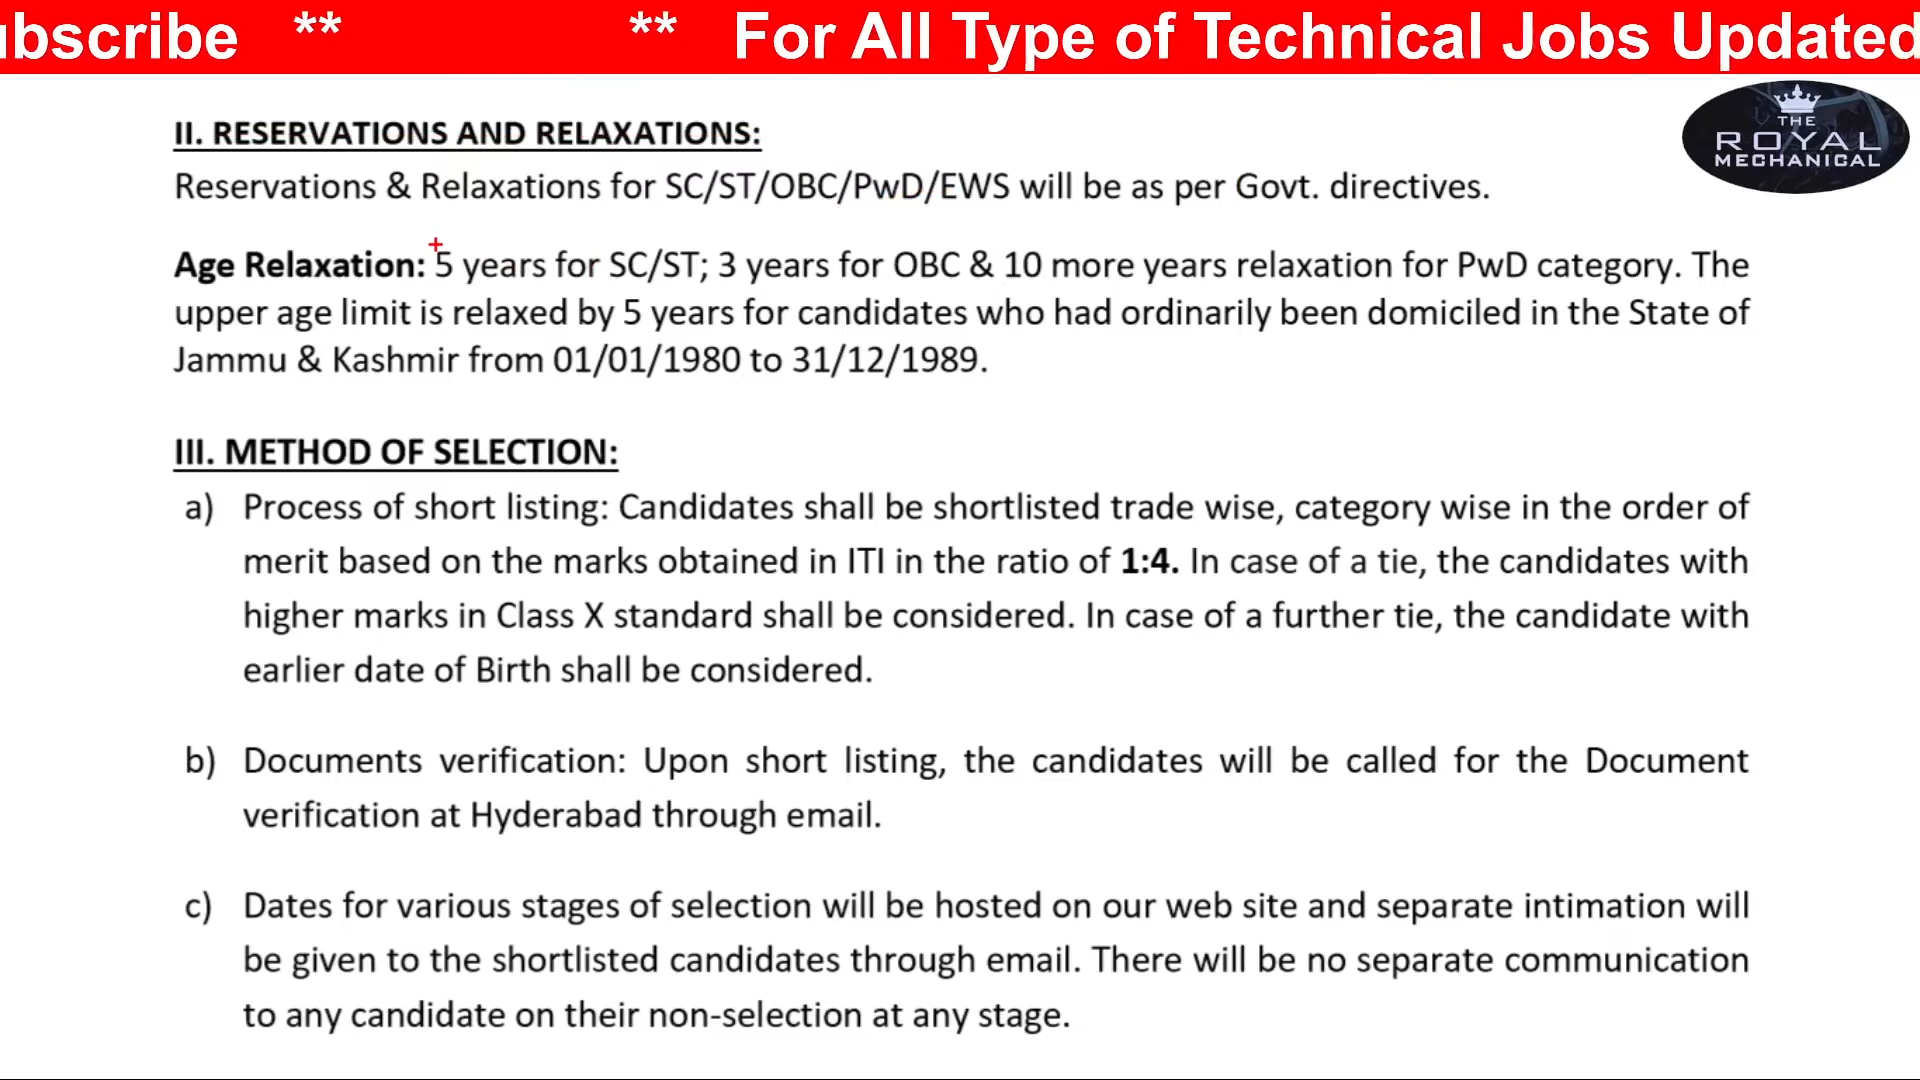 ubscribe ** ** For All Type of Technical Jobs Updated
THE
ROYAL
MECHANICAL
II. RESERVATIONS AND RELAXATIONS:
Reservations & Relaxations for SC/ST/OBC/PwD/EWS will be as per Govt. directives.
Age Relaxation: 5 years for SC/ST; 3 years for OBC & 10 more years relaxation for PwD category. The
upper age limit is relaxed by 5 years for candidates who had ordinarily been domiciled in the State of
Jammu & Kashmir from 01/01/1980 to 31/12/1989.
III. METHOD OF SELECTION:
a) Process of short listing: Candidates shall be shortlisted trade wise, category wise in the order of
merit based on the marks obtained in ITI in the ratio of 1:4. In case of a tie, the candidates with
higher marks in Class X standard shall be considered. In case of a further tie, the candidate with
earlier date of Birth shall be considered.
b) Documents verification: Upon short listing, the candidates will be called for the Document
verification at Hyderabad through email.
c) Dates for various stages of selection will be hosted on our web site and separate intimation will
be given to the shortlisted candidates through email. There will be no separate communication
to any candidate on their non-selection at any stage.